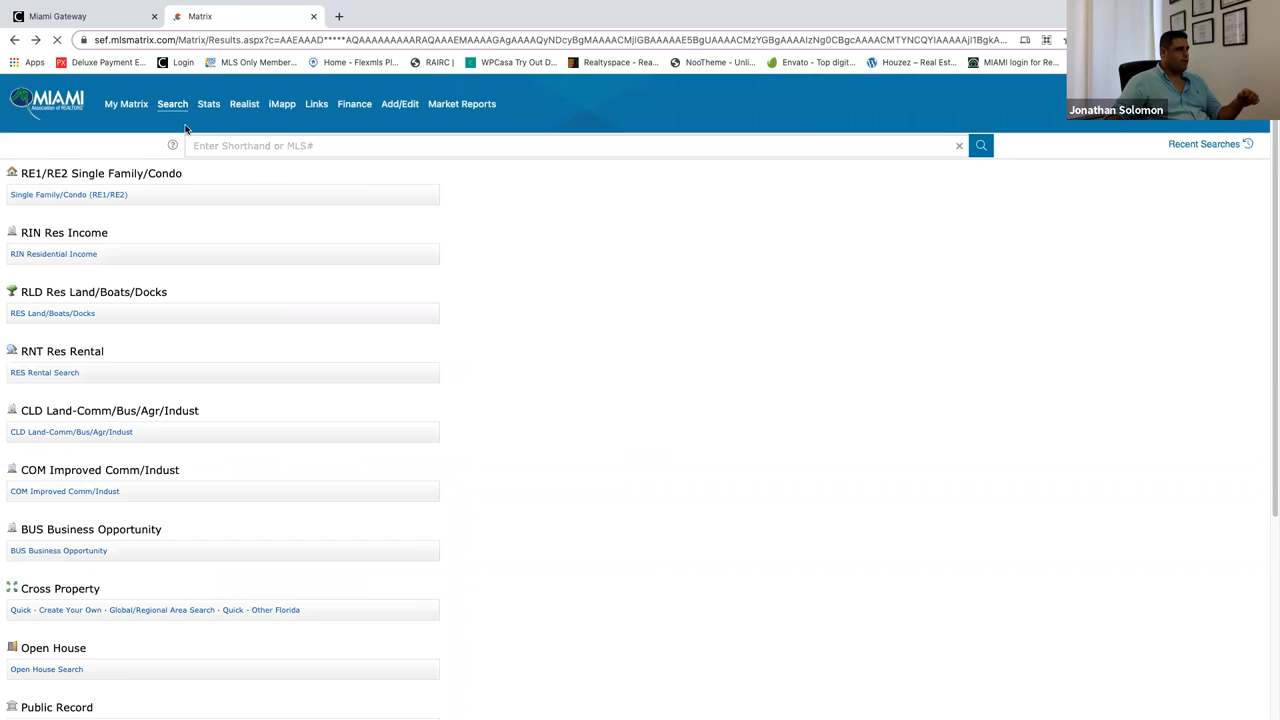 Miami Gateway
Matrix
sef.mlsmatrix.com/Matrix/Results.aspx?c=AAEAAAD*****AQAAAAAAAAARAQAAAEMAAAAGAgAAAAQyNDcyBgMAAAACMjlGBAAAAAE5BgUAAAACMzYGBgAAAAIzNg0CBgcAAAACMTYNCQYIAAAAAjI1BgkA...
Apps
Deluxe Payment E...
Login
MLS Only Member...
Home - Flexmls Pl...
RAIRC |
WPCasa Try Out D...
Realtyspace - Unli...
NooTheme - Unli...
Envato - Top digit...
Houzez – Real Est...
MIAMI login for Re...
Jonathan Solomon
MIAMI
Association of REALTORS
My Matrix
Search
Stats
Realist
iMapp
Links
Finance
Add/Edit
Market Reports
Enter Shorthand or MLS#
Recent Searches
RE1/RE2 Single Family/Condo
Single Family/Condo (RE1/RE2)
RIN Res Income
RIN Residential Income
RLD Res Land/Boats/Docks
RES Land/Boats/Docks
RNT Res Rental
RES Rental Search
CLD Land-Comm/Bus/Agr/Indust
CLD Land-Comm/Bus/Agr/Indust
COM Improved Comm/Indust
COM Improved Comm/Indust
BUS Business Opportunity
BUS Business Opportunity
Cross Property
Quick · Create Your Own · Global/Regional Area Search · Quick - Other Florida
Open House
Open House Search
Public Record